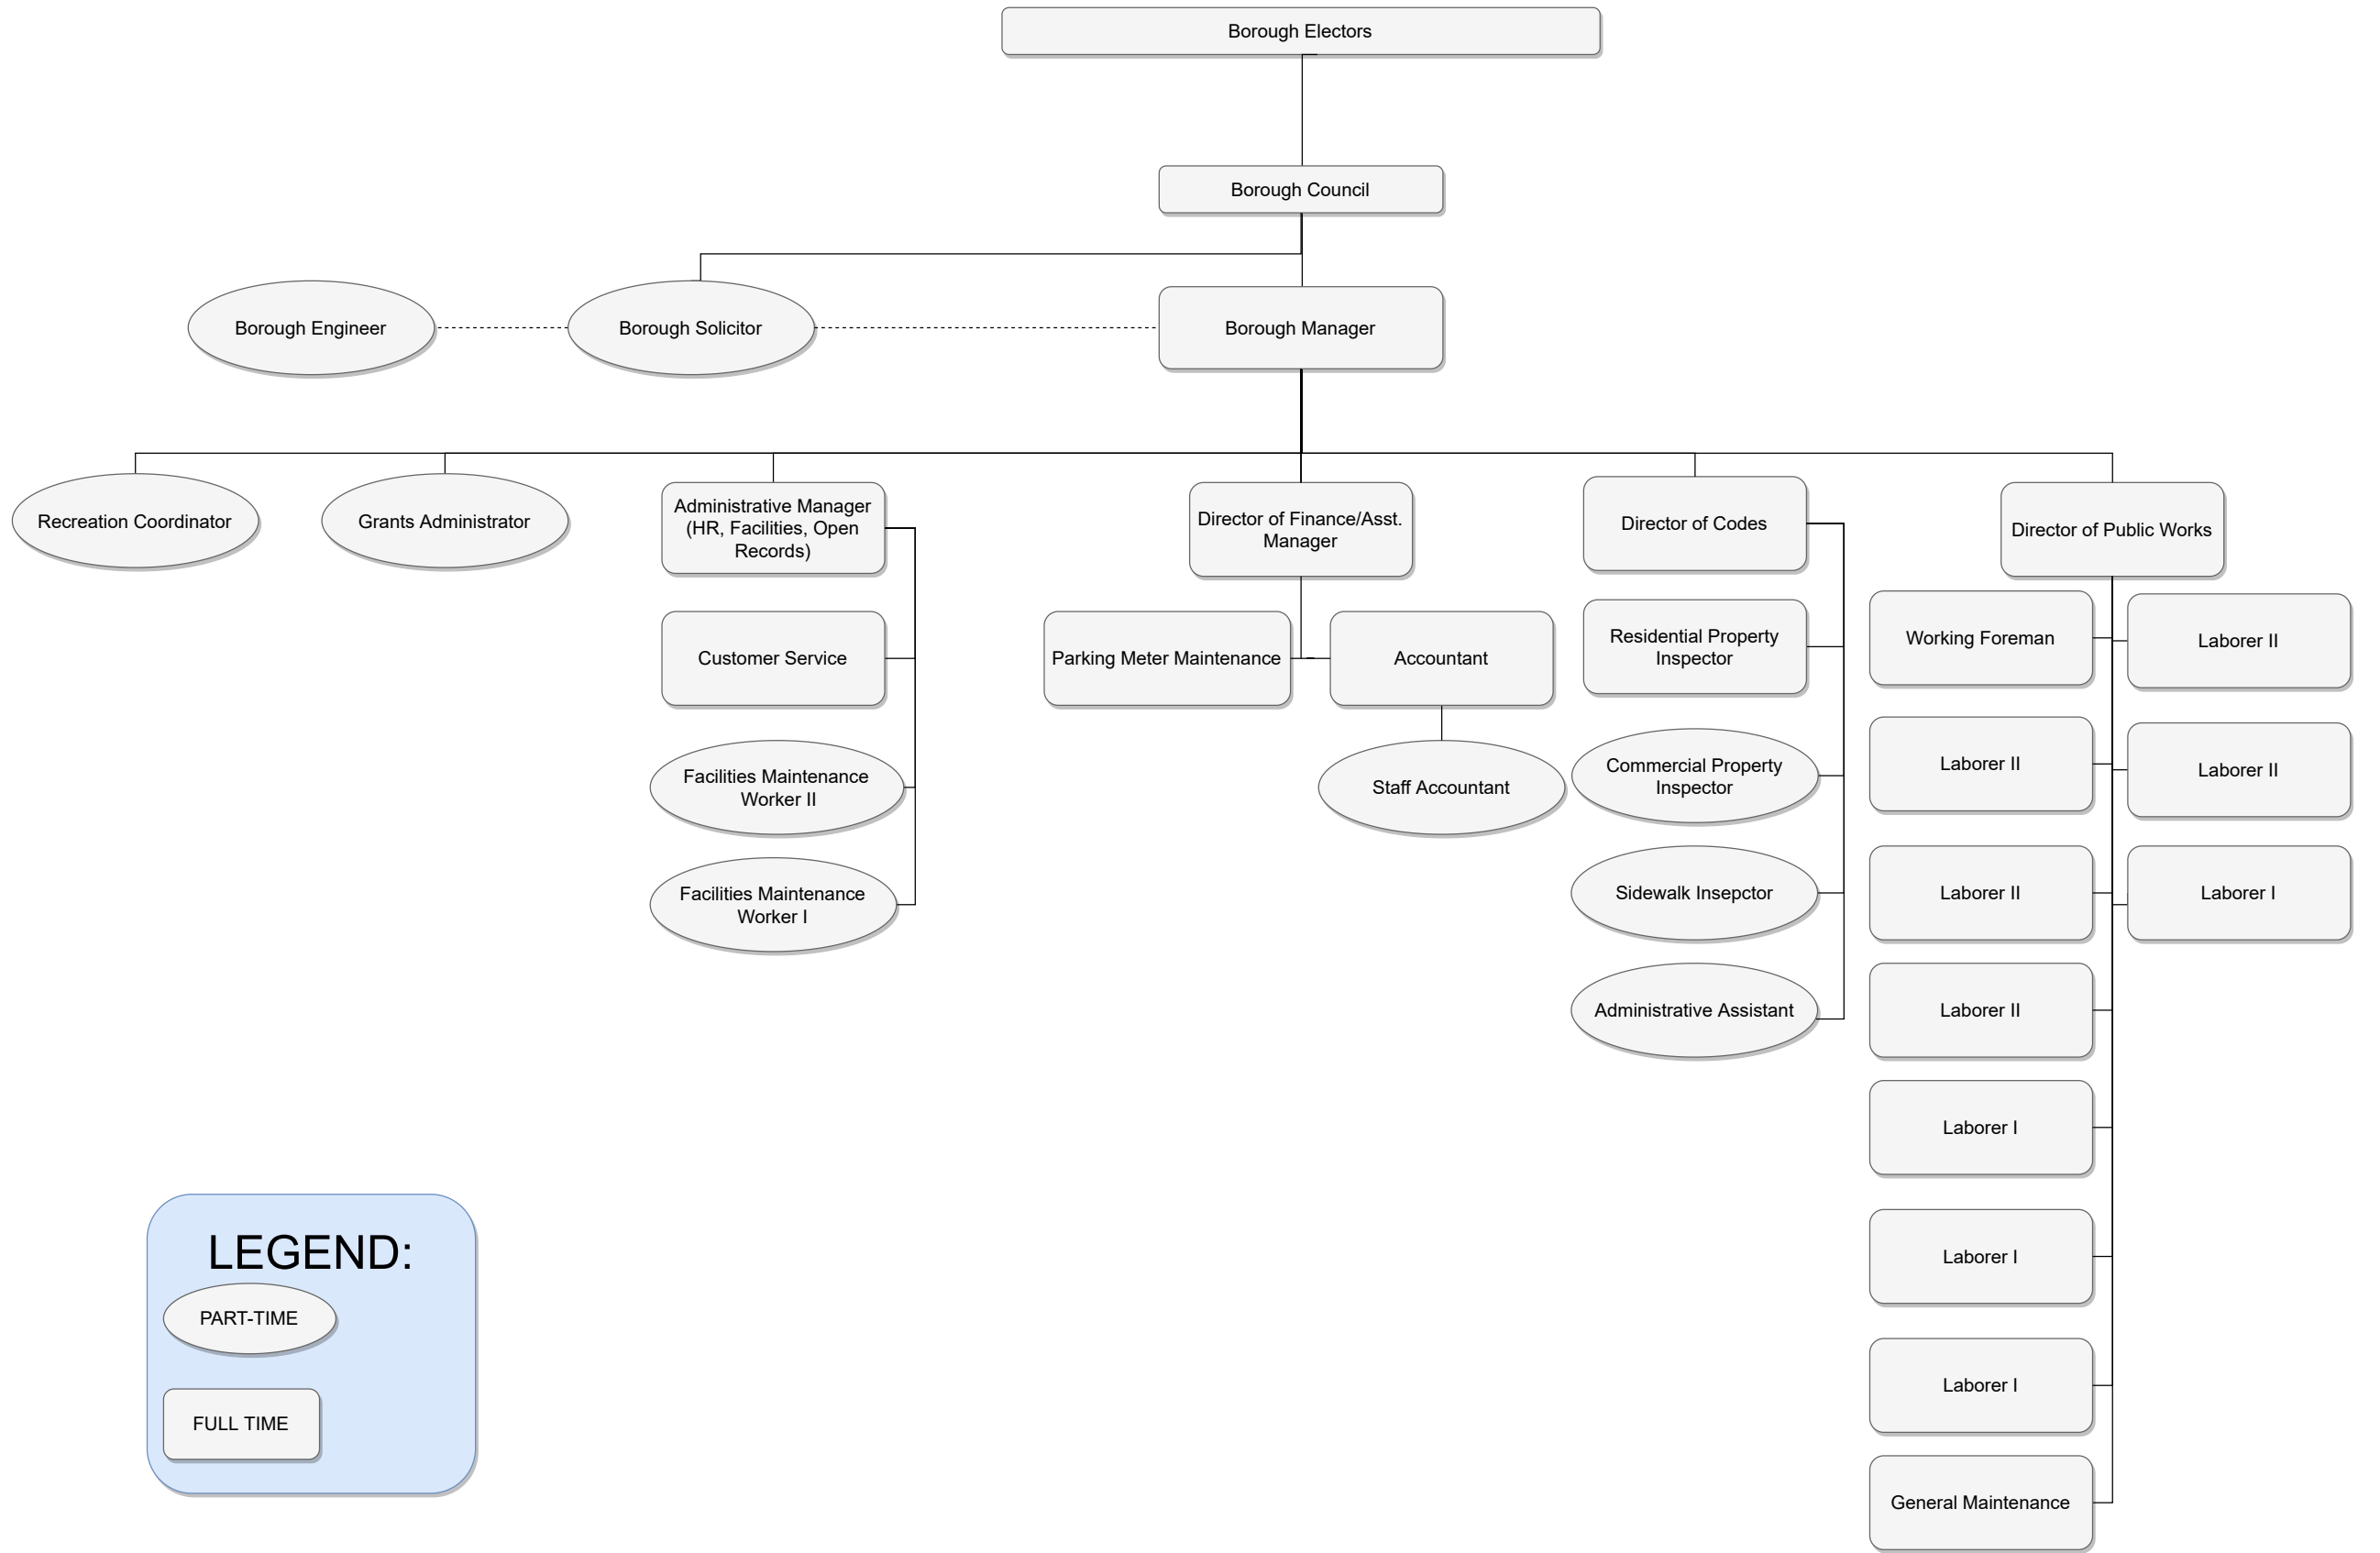 Borough Electors
Borough Council
Borough Engineer
Borough Solicitor
Borough Manager
Recreation Coordinator
Grants Administrator
Administrative Manager
(HR, Facilities, Open
Records)
Director of Finance/Asst.
Manager
Director of Codes
Director of Public Works
Customer Service
Facilities Maintenance
Worker II
Facilities Maintenance
Worker I
Parking Meter Maintenance
Accountant
Staff Accountant
Residential Property
Inspector
Commercial Property
Inspector
Sidewalk Insepctor
Administrative Assistant
Working Foreman
Laborer II
Laborer II
Laborer II
Laborer I
Laborer I
Laborer I
General Maintenance
Laborer II
Laborer II
Laborer I
LEGEND:
PART-TIME
FULL TIME